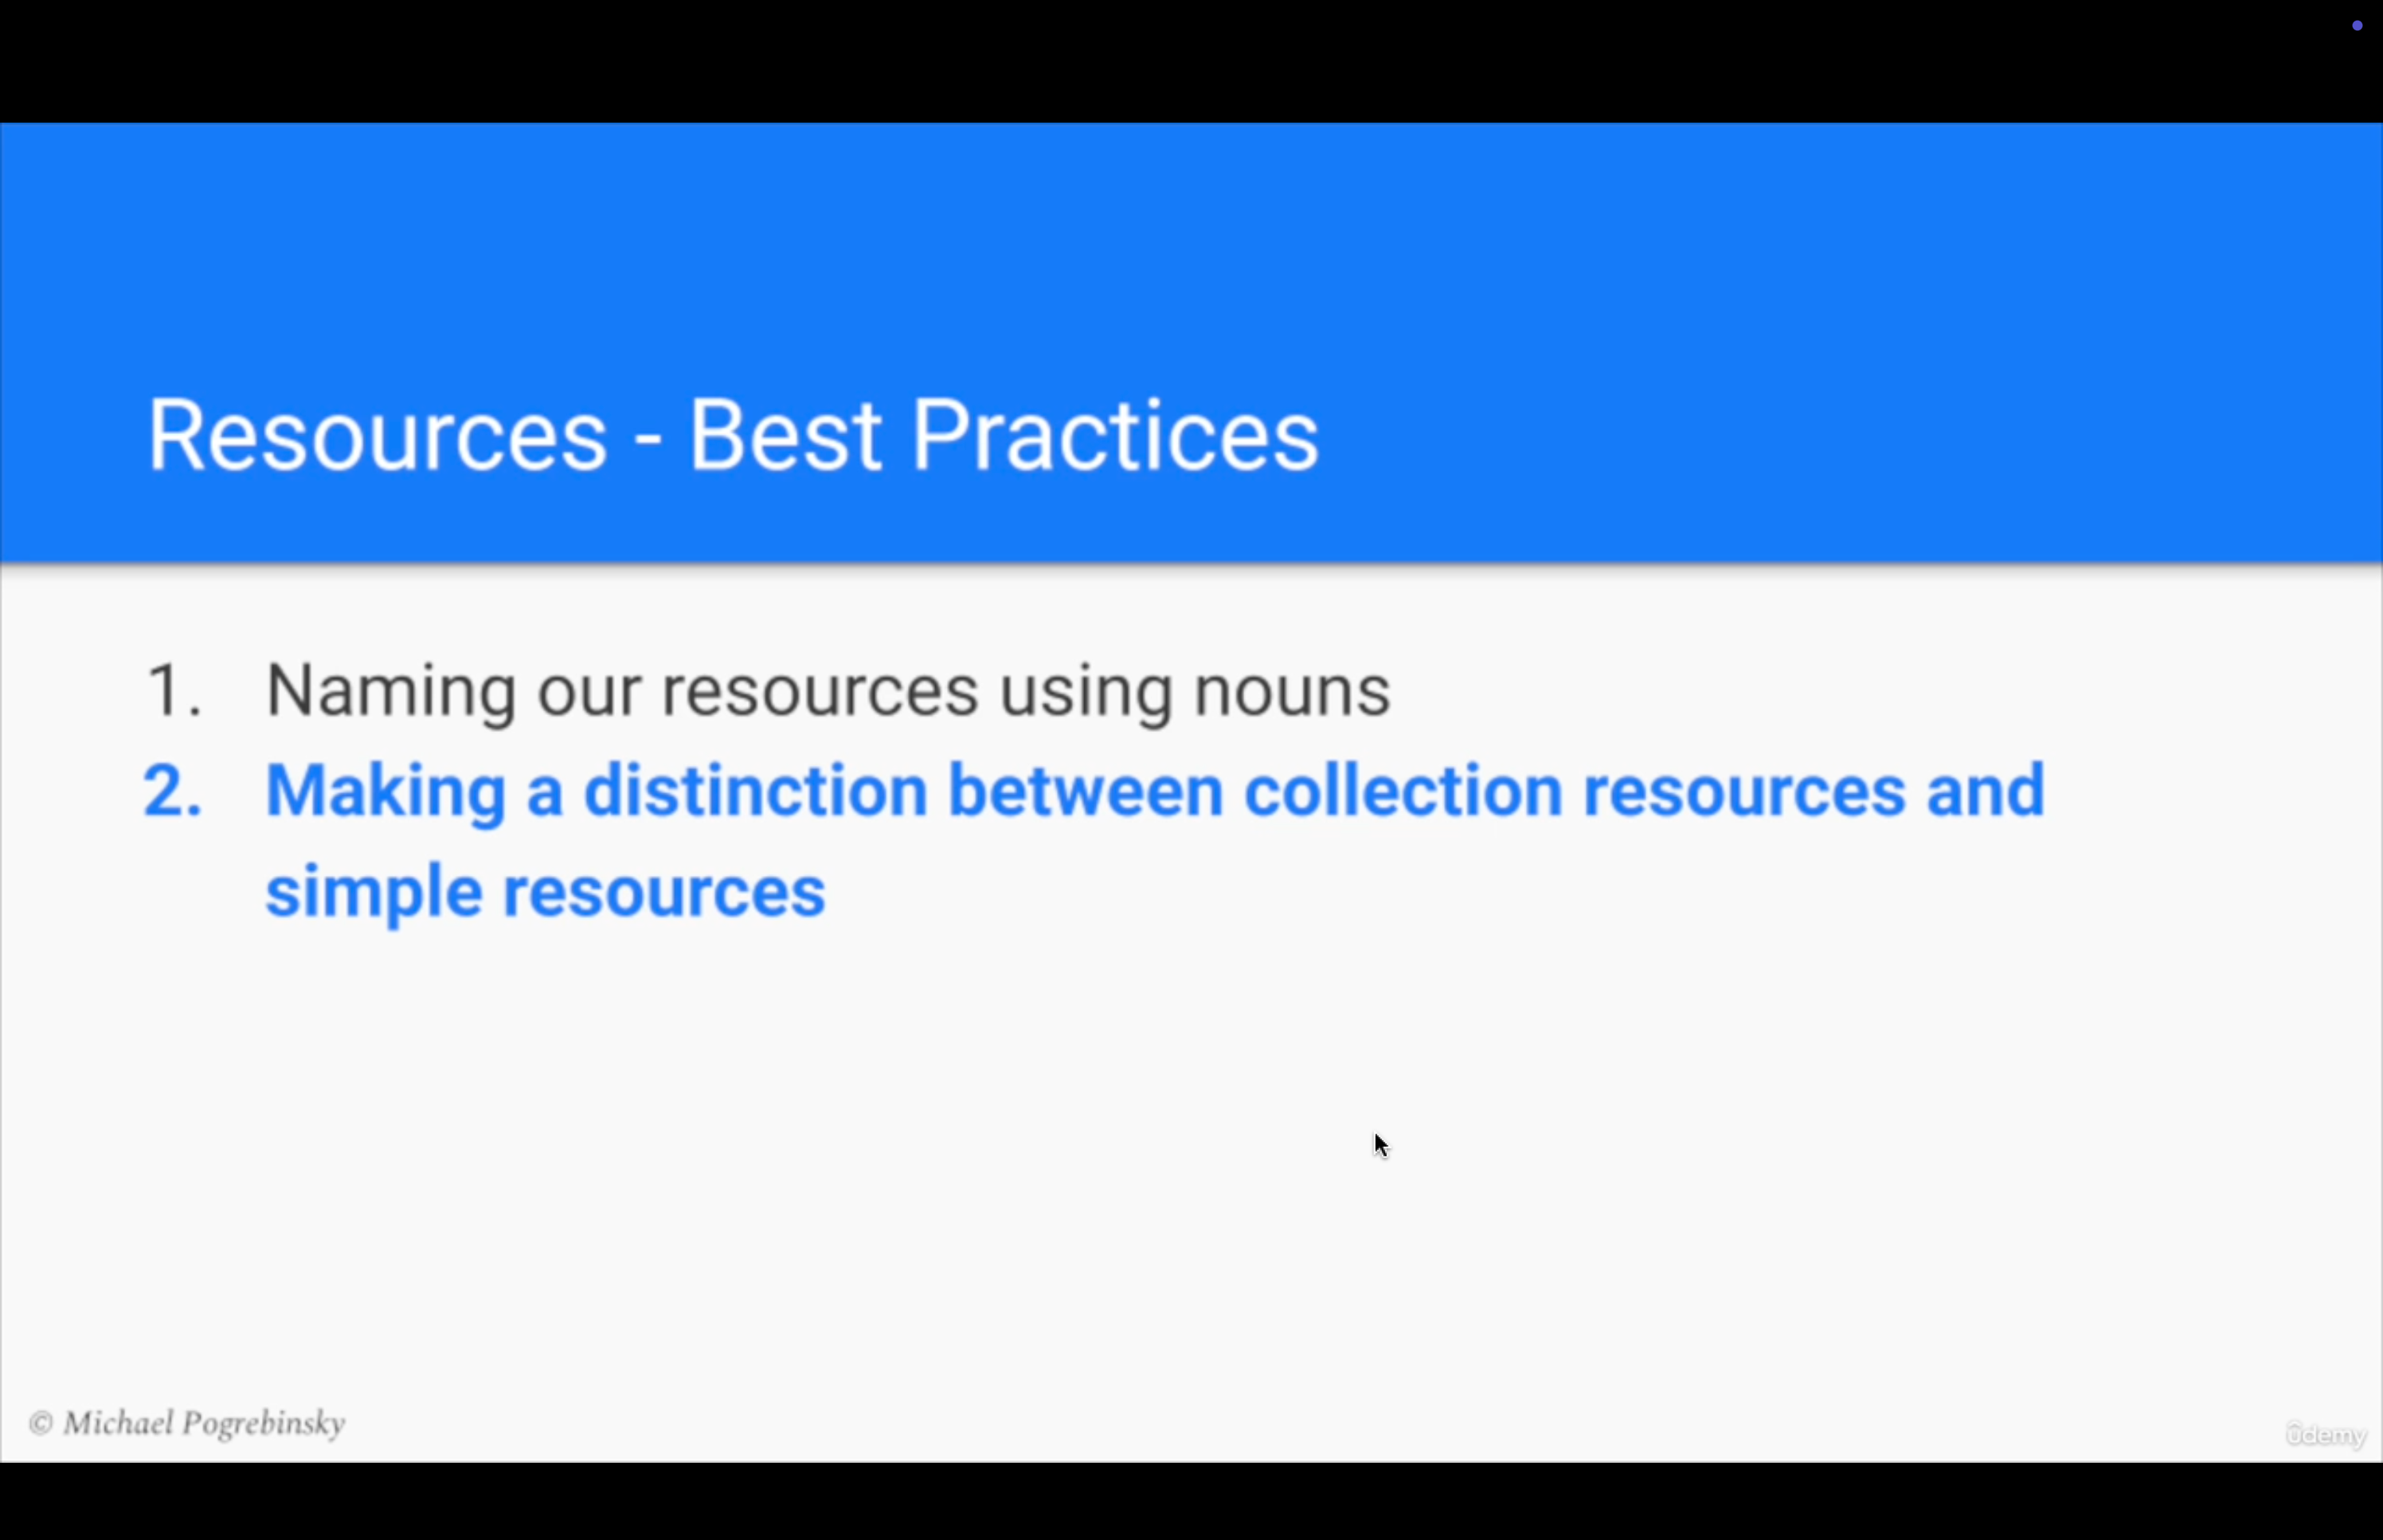 Resources - Best Practices
1. Naming our resources using nouns
2. Making a distinction between collection resources and
simple resources
© Michael Pogrebinsky
ûdemy